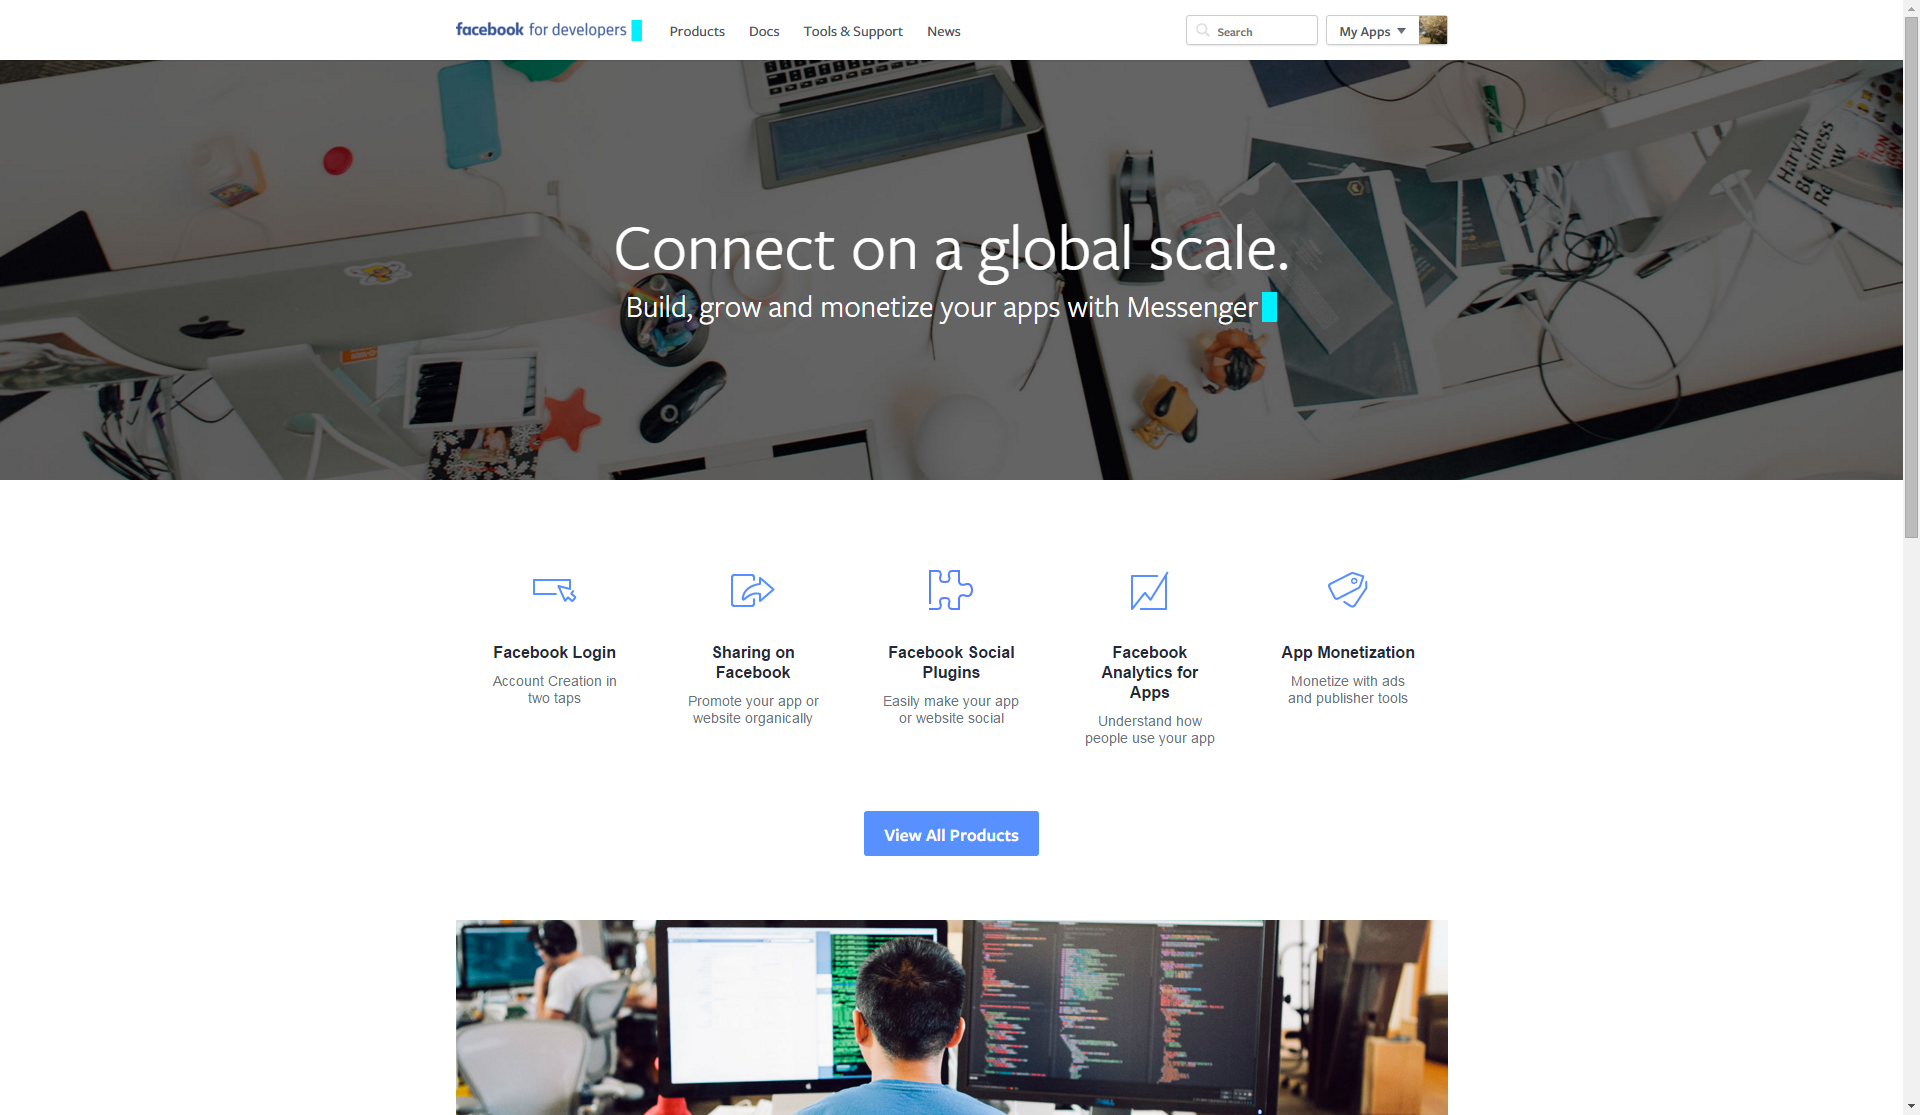 facebook for developers
Products
Docs
Tools & Support
News
Search
My Apps
Harvard
Business
Connect on a global scale.
Build, grow and monetize your apps with Messenger
Facebook Login
Account Creation in
two taps
Sharing on
Facebook
Promote your app or
website organically
Facebook Social
Plugins
Easily make your app
or website social
Facebook
Analytics for
Apps
Understand how
people use your app
App Monetization
Monetize with ads
and publisher tools
View All Products
DELL